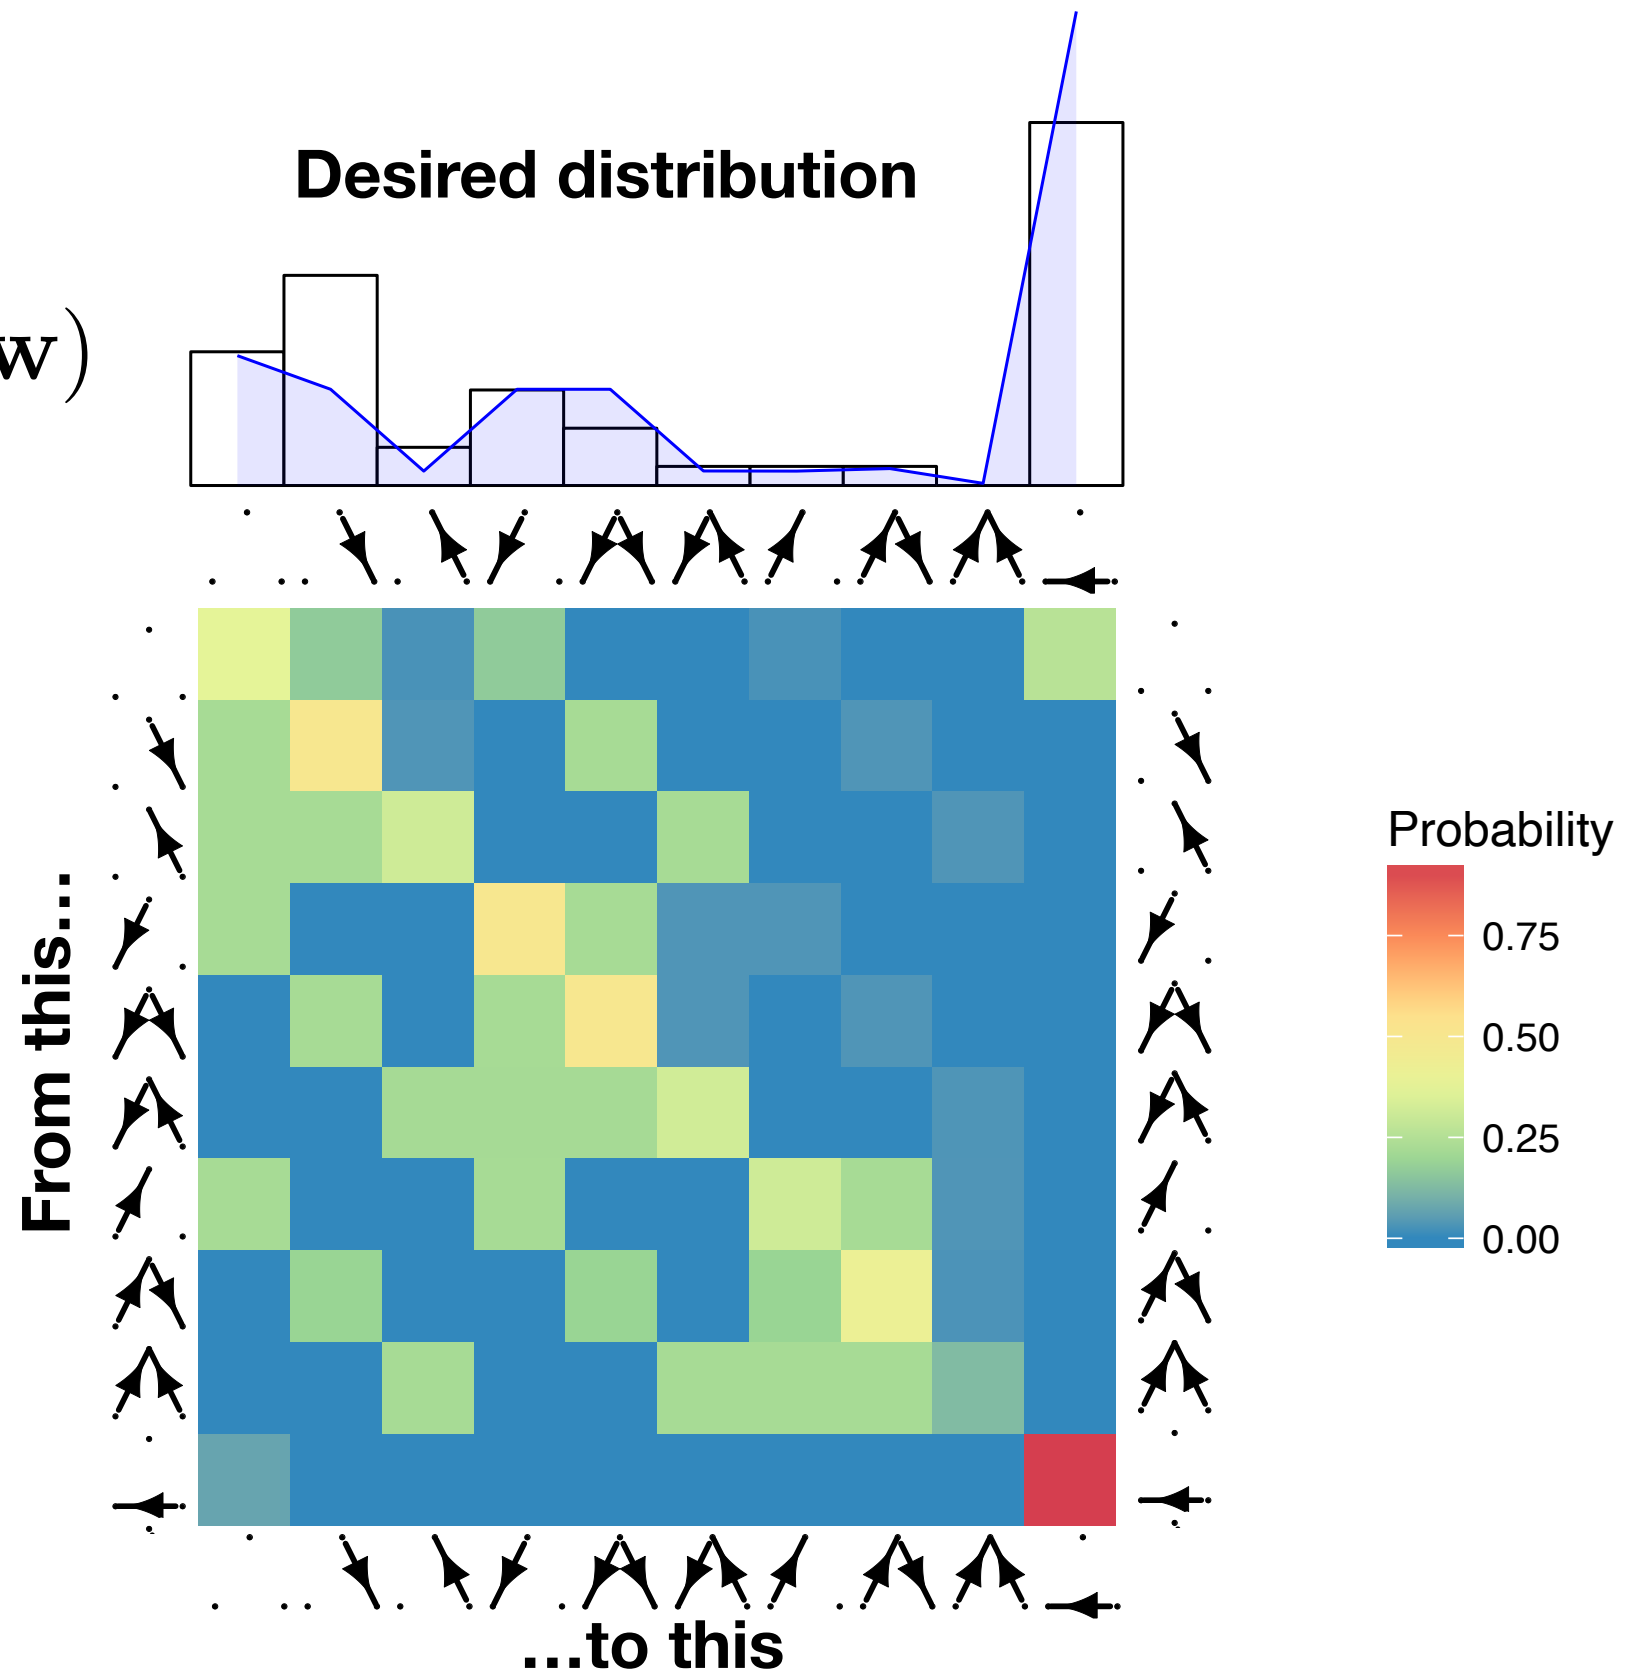 Desired distribution
w)
From this...
Probability
0.75
0.50
0.25
0.00
...to this